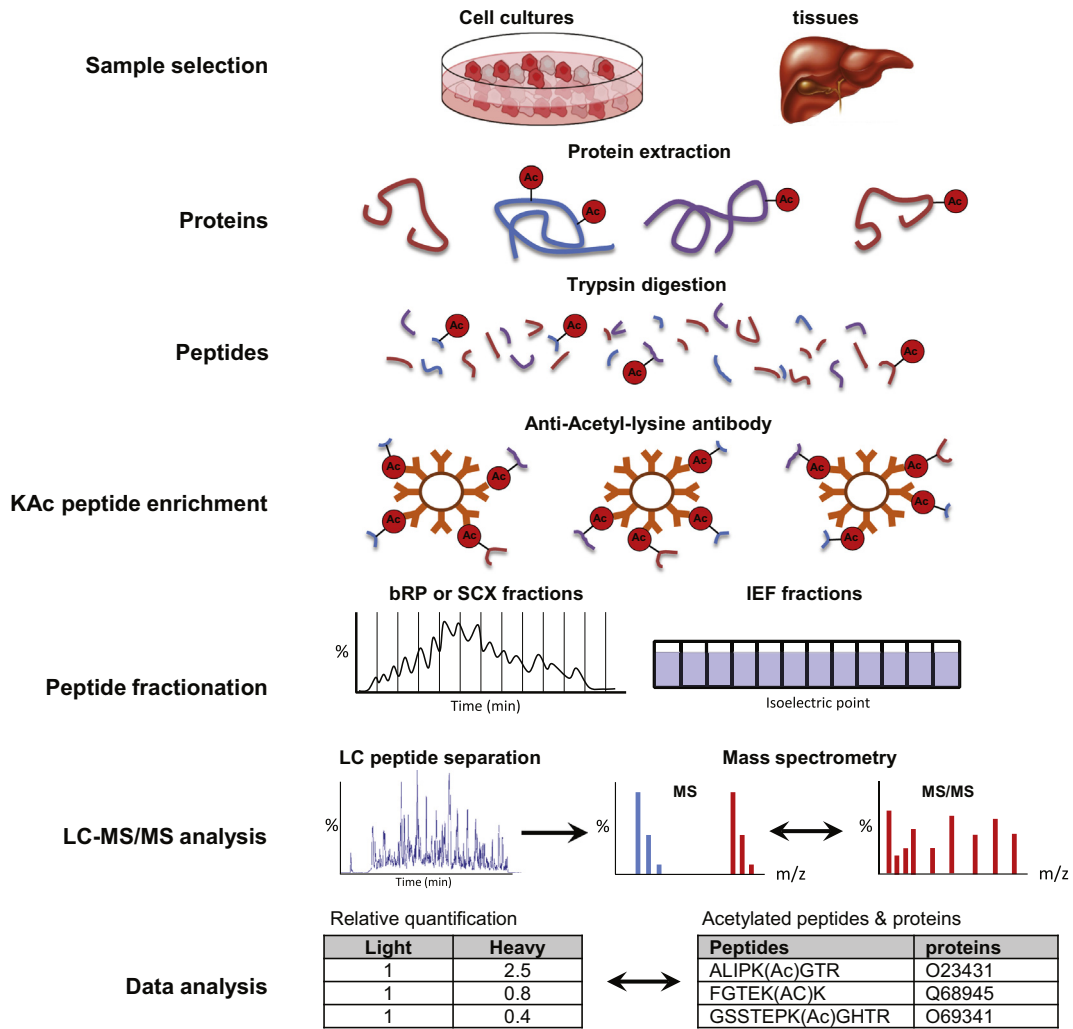 Cell cultures
tissues
Sample selection
Protein extraction
Ac
Ac
Ac
Ac
Proteins
Trypsin digestion
Ac
Ac
Ac
Ac
Peptides
Anti-Acetyl-lysine antibody
Ac
Ac
Ac
Ac
Ac
Ac
Ac
Ac
Ac
Ac
Ac
Ac
KAc peptide enrichment
bRP or SCX fractions
IEF fractions
%
Peptide fractionation
Time (min)
Isoelectric point
LC peptide separation
Mass spectrometry
MS
MS/MS
LC-MS/MS analysis
%
%
%
Time (min)
m/z
m/z
Relative quantification
Acetylated peptides & proteins
Light Heavy
Peptides proteins
Data analysis
1 2.5
ALIPK(Ac)GTR O23431
1 0.8
FGTEK(AC)K Q68945
1 0.4
GSSTEPK(Ac)GHTR O69341